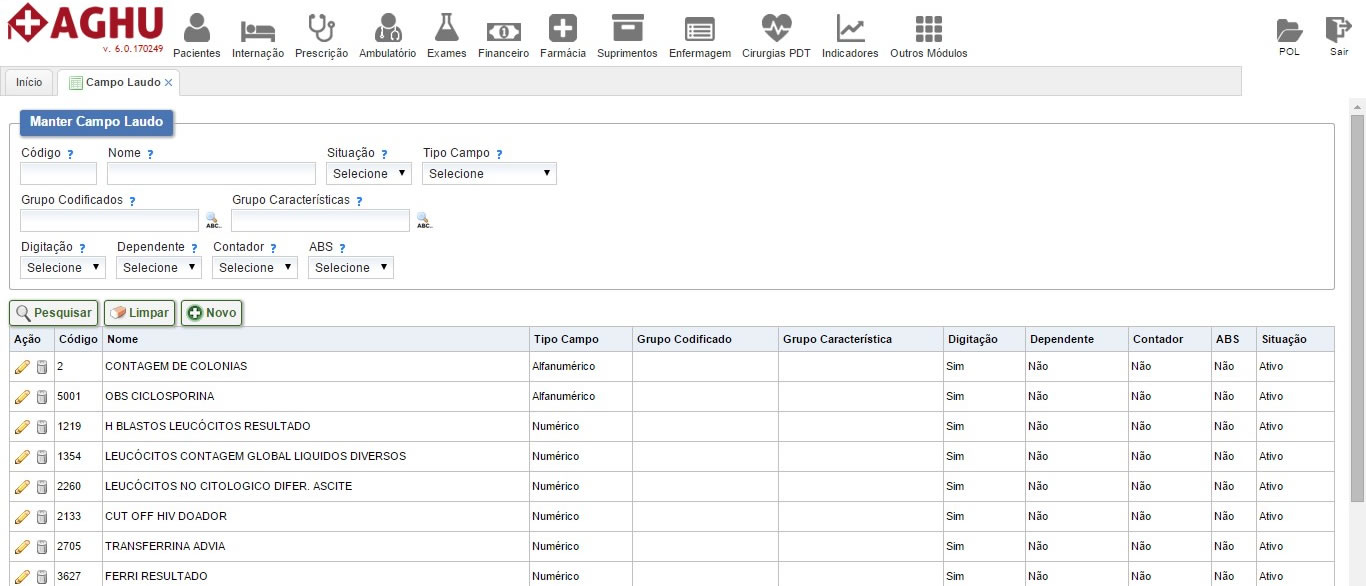 AGHU
v. 6.0.170249
Pacientes Internação Prescrição Ambulatório Exames Financeiro Farmácia Suprimentos Enfermagem Cirurgias PDT Indicadores Outros Módulos POL Sair
Início Campo Laudo
Manter Campo Laudo
Código ? Nome ? Situação ? Tipo Campo ?
Selecione Selecione
Grupo Codificados ? Grupo Características ?
ABC.. ABC..
Digitação ? Dependente ? Contador ? ABS ?
Selecione Selecione Selecione Selecione
Pesquisar Limpar Novo
Ação Código Nome Tipo Campo Grupo Codificado Grupo Característica Digitação Dependente Contador ABS Situação
2 CONTAGEM DE COLONIAS Alfanumérico Sim Não Não Não Ativo
5001 OBS CICLOSPORINA Alfanumérico Sim Não Não Não Ativo
1219 H BLASTOS LEUCÓCITOS RESULTADO Numérico Sim Não Não Não Ativo
1354 LEUCÓCITOS CONTAGEM GLOBAL LIQUIDOS DIVERSOS Numérico Sim Não Não Não Ativo
2260 LEUCÓCITOS NO CITOLOGICO DIFER. ASCITE Numérico Sim Não Não Não Ativo
2133 CUT OFF HIV DOADOR Numérico Sim Não Não Não Ativo
2705 TRANSFERRINA ADVIA Numérico Sim Não Não Não Ativo
3627 FERRI RESULTADO Numérico Sim Não Não Não Ativo